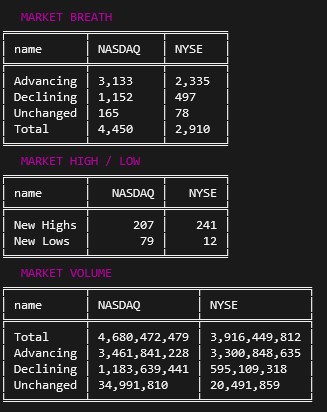 MARKET BREATH
name NASDAQ NYSE
Advancing 3,133 2,335
Declining 1,152 497
Unchanged 165 78
Total 4,450 2,910
MARKET HIGH / LOW
name NASDAQ NYSE
New Highs 207 241
New Lows 79 12
MARKET VOLUME
name NASDAQ NYSE
Total 4,680,472,479 3,916,449,812
Advancing 3,461,841,228 3,300,848,635
Declining 1,183,639,441 595,109,318
Unchanged 34,991,810 20,491,859